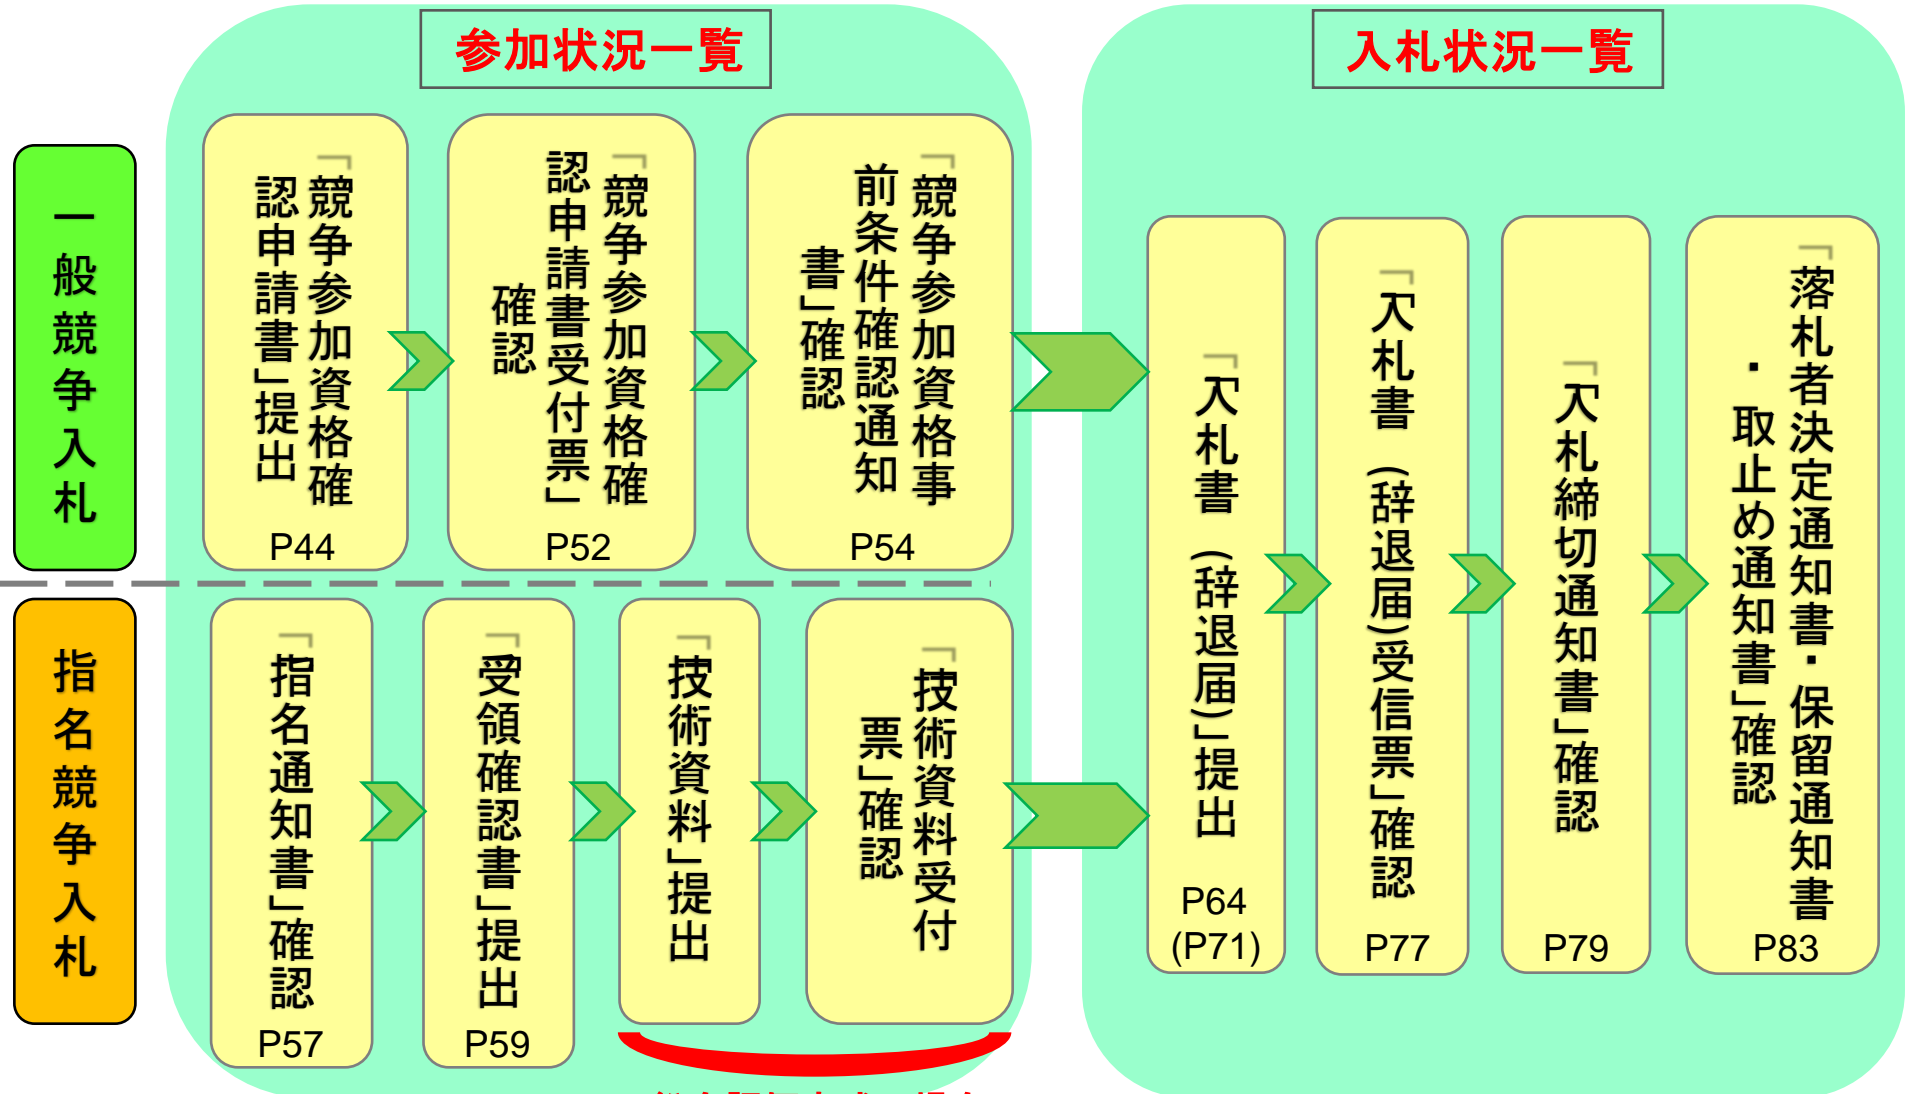 参加状況一覧
入札状況一覧
一般競争入札
「競争参加資格確
認申請書」提出
P44
「競争参加資格確
認申請書受付票」
確認
P52
「競争参加資格事
前条件確認通知
書」確認
P54
指名競争入札
「指名通知書」確認
P57
「受領確認書」提出
P59
「技術資料」提出
「技術資料受付
票」確認
「入札書 (辞退届)」提出
P64
(P71)
「入札書 (辞退届)受信票」確認
P77
「入札締切通知書」確認
P79
「落札者決定通知書・保留通知書
・取止め通知書」確認
P83